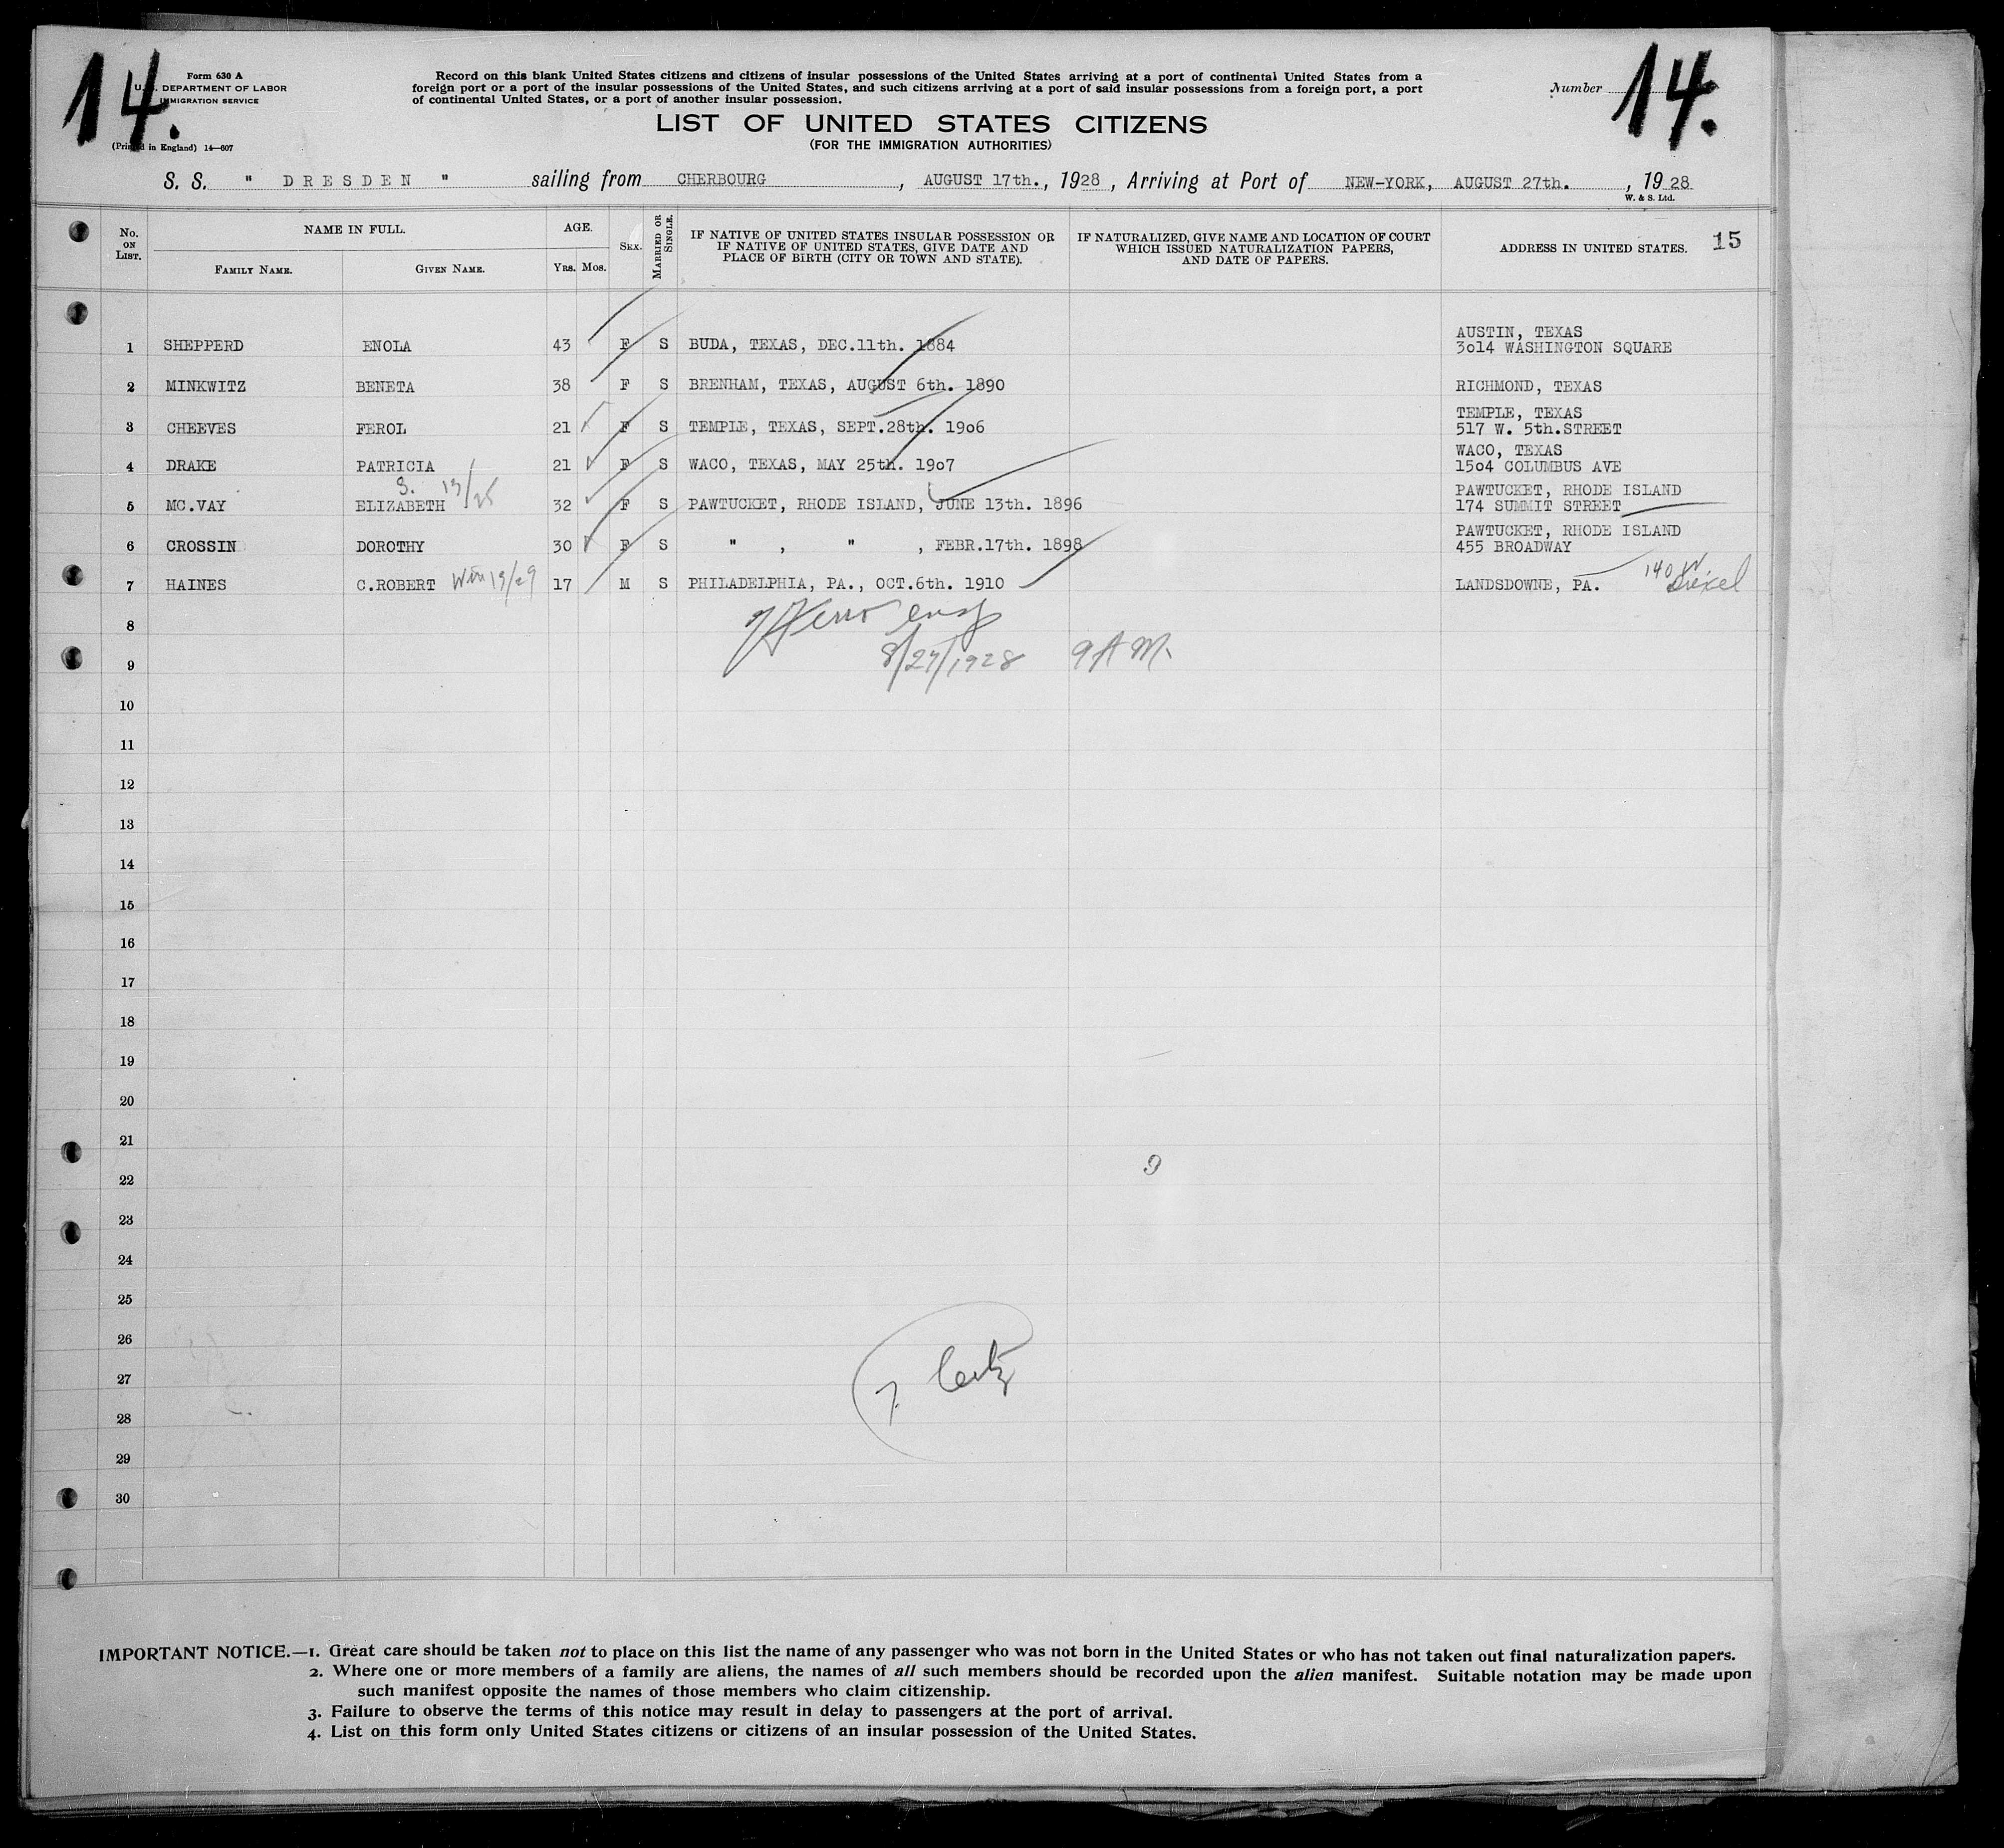 14.
Form 630 A
U.S. DEPARTMENT OF LABOR
IMMIGRATION SERVICE
(Printed in England) 14—607
Record on this blank United States citizens and citizens of insular possessions of the United States arriving at a port of continental United States from a
foreign port or a port of the insular possessions of the United States, and such citizens arriving at a port of said insular possessions from a foreign port, a port
of continental United States, or a port of another insular possession.
Number 14.
LIST OF UNITED STATES CITIZENS
(FOR THE IMMIGRATION AUTHORITIES)
S. S. " DRESDEN " sailing from CHERBOURG, AUGUST 17th., 1928, Arriving at Port of NEW-YORK, AUGUST 27th., 1928
W. & S. Ltd.
No. ON LIST. NAME IN FULL. FAMILY NAME. GIVEN NAME. AGE. YRS. MOS. SEX. MARRIED OR SINGLE. IF NATIVE OF UNITED STATES INSULAR POSSESSION OR IF NATIVE OF UNITED STATES, GIVE DATE AND PLACE OF BIRTH (CITY OR TOWN AND STATE). IF NATURALIZED, GIVE NAME AND LOCATION OF COURT WHICH ISSUED NATURALIZATION PAPERS, AND DATE OF PAPERS. ADDRESS IN UNITED STATES. 15
AUSTIN, TEXAS
1 SHEPPERD ENOLA 43 F S BUDA, TEXAS, DEC.11th. 1884 3o14 WASHINGTON SQUARE
2 MINKWITZ BENETA 38 F S BRENHAM, TEXAS, AUGUST 6th. 1890 RICHMOND, TEXAS
TEMPLE, TEXAS
3 CHEEVES FEROL 21 F S TEMPLE, TEXAS, SEPT.28th. 19o6 517 W. 5th.STREET
WACO, TEXAS
4 DRAKE PATRICIA 21 F S WACO, TEXAS, MAY 25th. 19o7 15o4 COLUMBUS AVE
PAWTUCKET, RHODE ISLAND
5 MC.VAY ELIZABETH 32 F S PAWTUCKET, RHODE ISLAND, JUNE 13th. 1896 174 SUMMIT STREET
PAWTUCKET, RHODE ISLAND
6 CROSSIN DOROTHY 30 F S " , " , FEBR.17th. 1898 455 BROADWAY
7 HAINES C.ROBERT Wm 19/29 17 M S PHILADELPHIA, PA., OCT.6th. 1910 LANDSDOWNE, PA. 140 W
8
8/27/1928 9 AM.
9
10
11
12
13
14
15
16
17
18
19
20
21
22
23
24
25
26
27
28
29
30
IMPORTANT NOTICE.—1. Great care should be taken not to place on this list the name of any passenger who was not born in the United States or who has not taken out final naturalization papers.
2. Where one or more members of a family are aliens, the names of all such members should be recorded upon the alien manifest. Suitable notation may be made upon
such manifest opposite the names of those members who claim citizenship.
3. Failure to observe the terms of this notice may result in delay to passengers at the port of arrival.
4. List on this form only United States citizens or citizens of an insular possession of the United States.